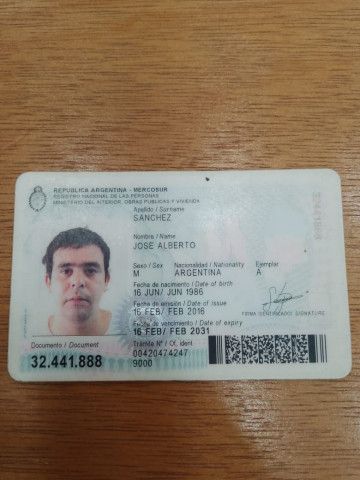 REPUBLICA ARGENTINA - MERCOSUR
REGISTRO NACIONAL DE LAS PERSONAS
MINISTERIO DEL INTERIOR, OBRAS PUBLICAS Y VIVIENDA
Apellido / Surname
SANCHEZ
Nombre / Name
JOSE ALBERTO
Sexo / Sex Nacionalidad / Nationality Ejemplar
M ARGENTINA A
Fecha de nacimiento / Date of birth
16 JUN/ JUN 1986
Fecha de emisión / Date of issue
16 FEB/ FEB 2016
Fecha de vencimiento / Date of expiry
16 FEB/ FEB 2031
FIRMA IDENTIFICADO / SIGNATURE
Documento / Document
32.441.888
Trámite N° / Of. ident.
00420474247
9000